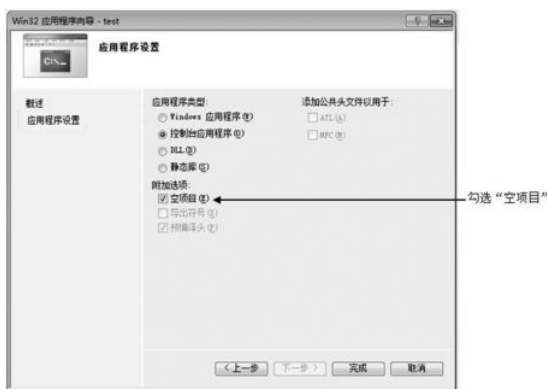 Win32 应用程序向导 - test
应用程序设置
概述
应用程序设置
应用程序类型:
Windows 应用程序(W)
控制台应用程序(O)
DLL(D)
静态库(S)
附加选项:
空项目(E)
导出符号(X)
预编译头(P)
添加公共头文件以用于:
ATL(A)
MFC(M)
勾选“空项目”
< 上一步
下一步 >
完成
取消